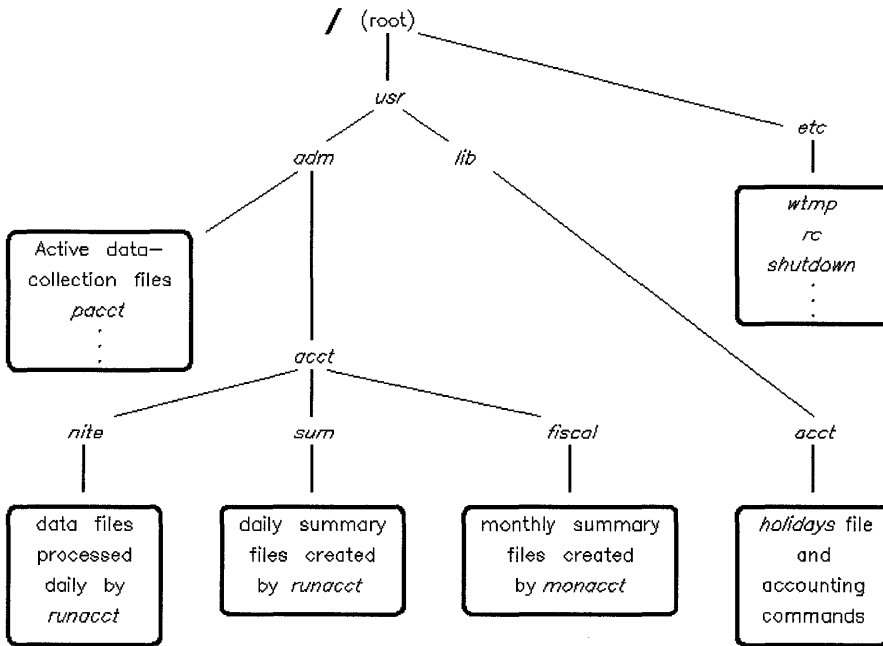 / (root)
usr
etc
adm
lib
wtmp
rc
shutdown
.
.
.
Active data-
collection files
pacct
.
.
.
acct
nite
sum
fiscal
acct
data files
processed
daily by
runacct
daily summary
files created
by runacct
monthly summary
files created
by monacct
holidays file
and
accounting
commands